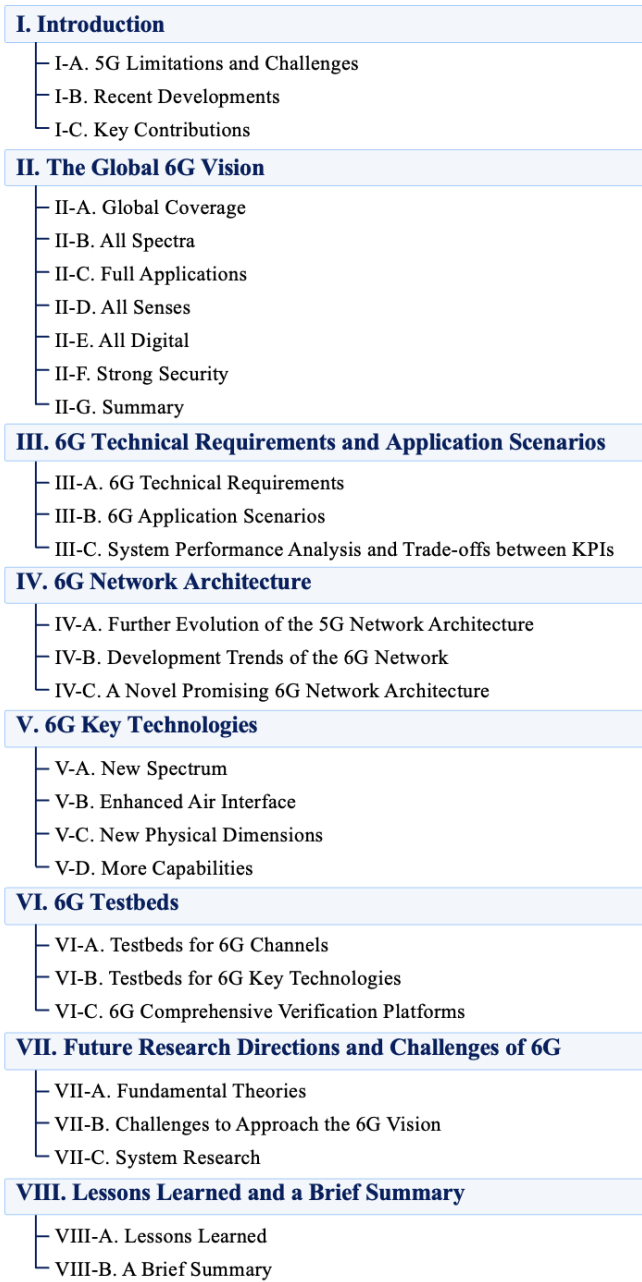 I. Introduction
I-A. 5G Limitations and Challenges
I-B. Recent Developments
I-C. Key Contributions
II. The Global 6G Vision
II-A. Global Coverage
II-B. All Spectra
II-C. Full Applications
II-D. All Senses
II-E. All Digital
II-F. Strong Security
II-G. Summary
III. 6G Technical Requirements and Application Scenarios
III-A. 6G Technical Requirements
III-B. 6G Application Scenarios
III-C. System Performance Analysis and Trade-offs between KPIs
IV. 6G Network Architecture
IV-A. Further Evolution of the 5G Network Architecture
IV-B. Development Trends of the 6G Network
IV-C. A Novel Promising 6G Network Architecture
V. 6G Key Technologies
V-A. New Spectrum
V-B. Enhanced Air Interface
V-C. New Physical Dimensions
V-D. More Capabilities
VI. 6G Testbeds
VI-A. Testbeds for 6G Channels
VI-B. Testbeds for 6G Key Technologies
VI-C. 6G Comprehensive Verification Platforms
VII. Future Research Directions and Challenges of 6G
VII-A. Fundamental Theories
VII-B. Challenges to Approach the 6G Vision
VII-C. System Research
VIII. Lessons Learned and a Brief Summary
VIII-A. Lessons Learned
VIII-B. A Brief Summary